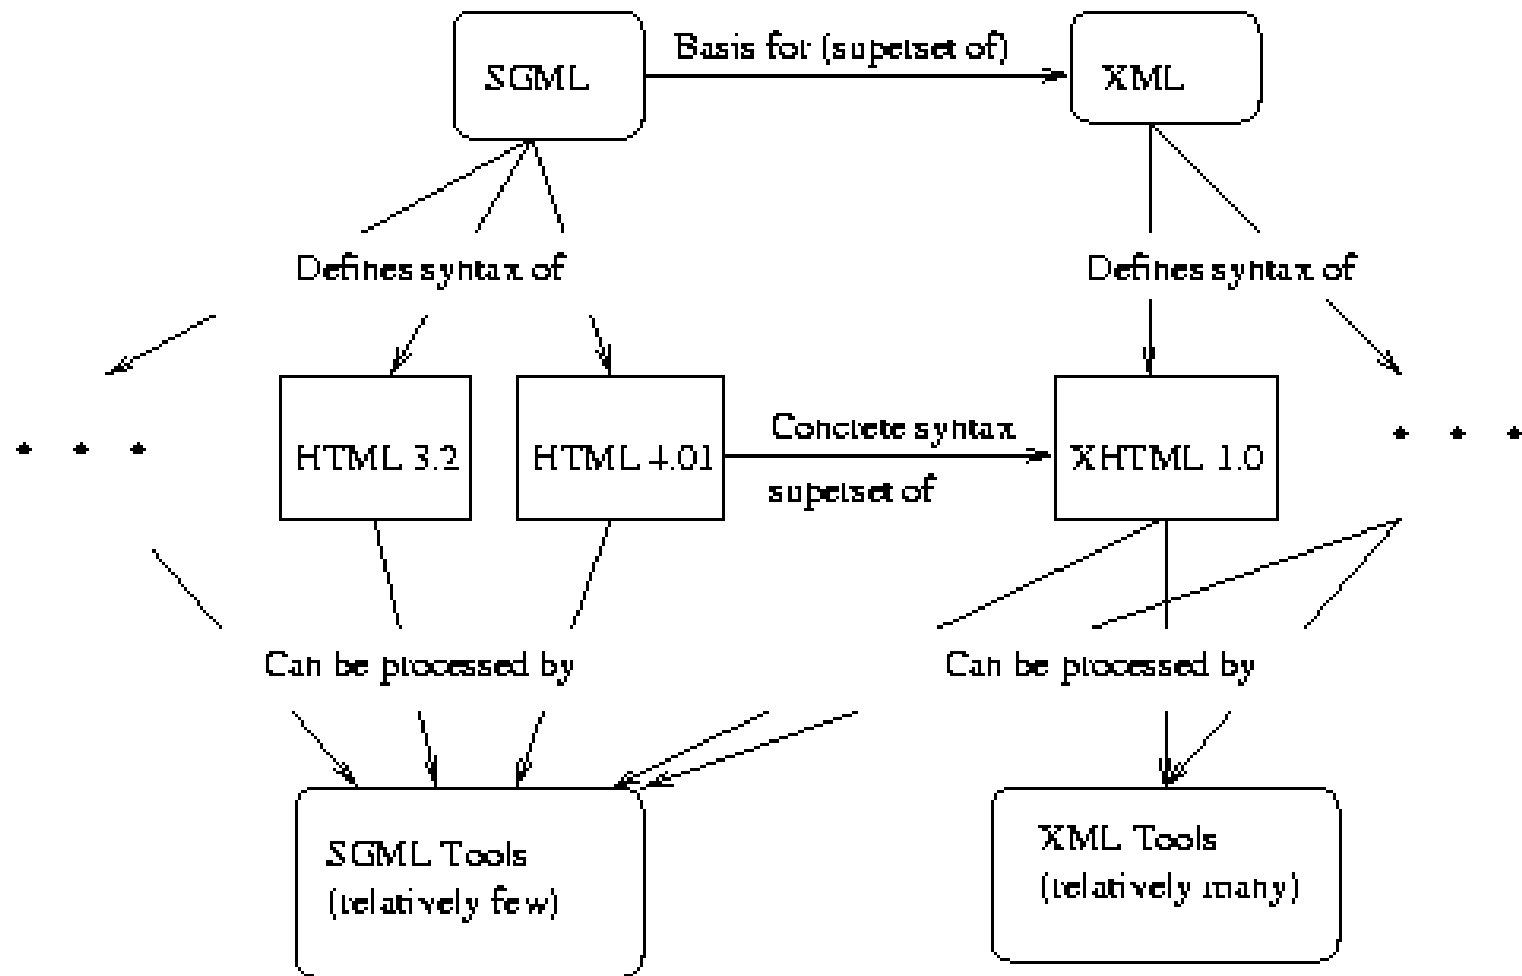 SGML
Basis for (superset of)
XML
Defines syntax of
Defines syntax of
. . .
HTML 3.2
HTML 4.01
Concrete syntax
superset of
XHTML 1.0
. . .
Can be processed by
Can be processed by
SGML Tools
(relatively few)
XML Tools
(relatively many)